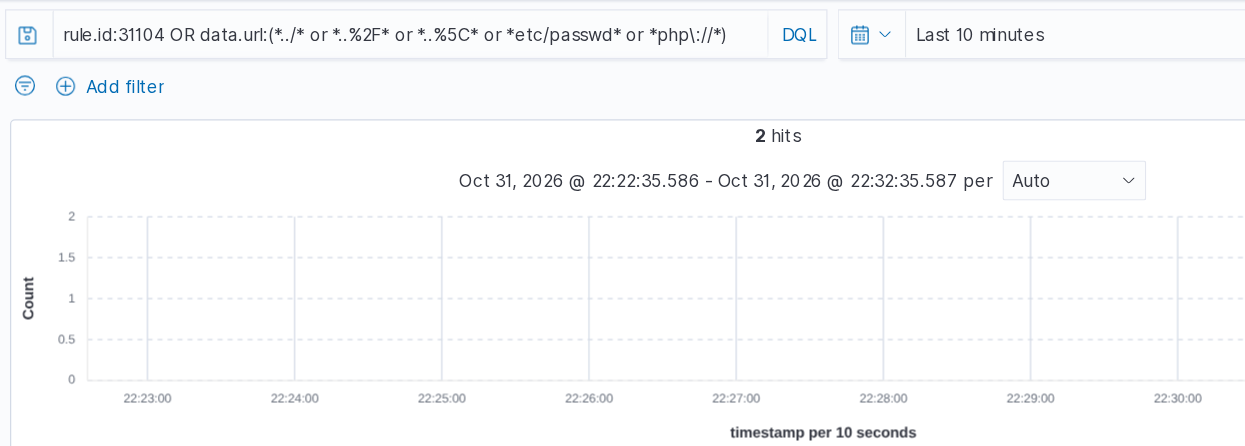 rule.id:31104 OR data.url:(*../* or *..%2F* or *..%5C* or *etc/passwd* or *php\://*) DQL Last 10 minutes
Add filter
2 hits
Oct 31, 2026 @ 22:22:35.586 - Oct 31, 2026 @ 22:32:35.587 per Auto
2
1.5
1
0.5
0
Count
22:23:00 22:24:00 22:25:00 22:26:00 22:27:00 22:28:00 22:29:00 22:30:00
timestamp per 10 seconds